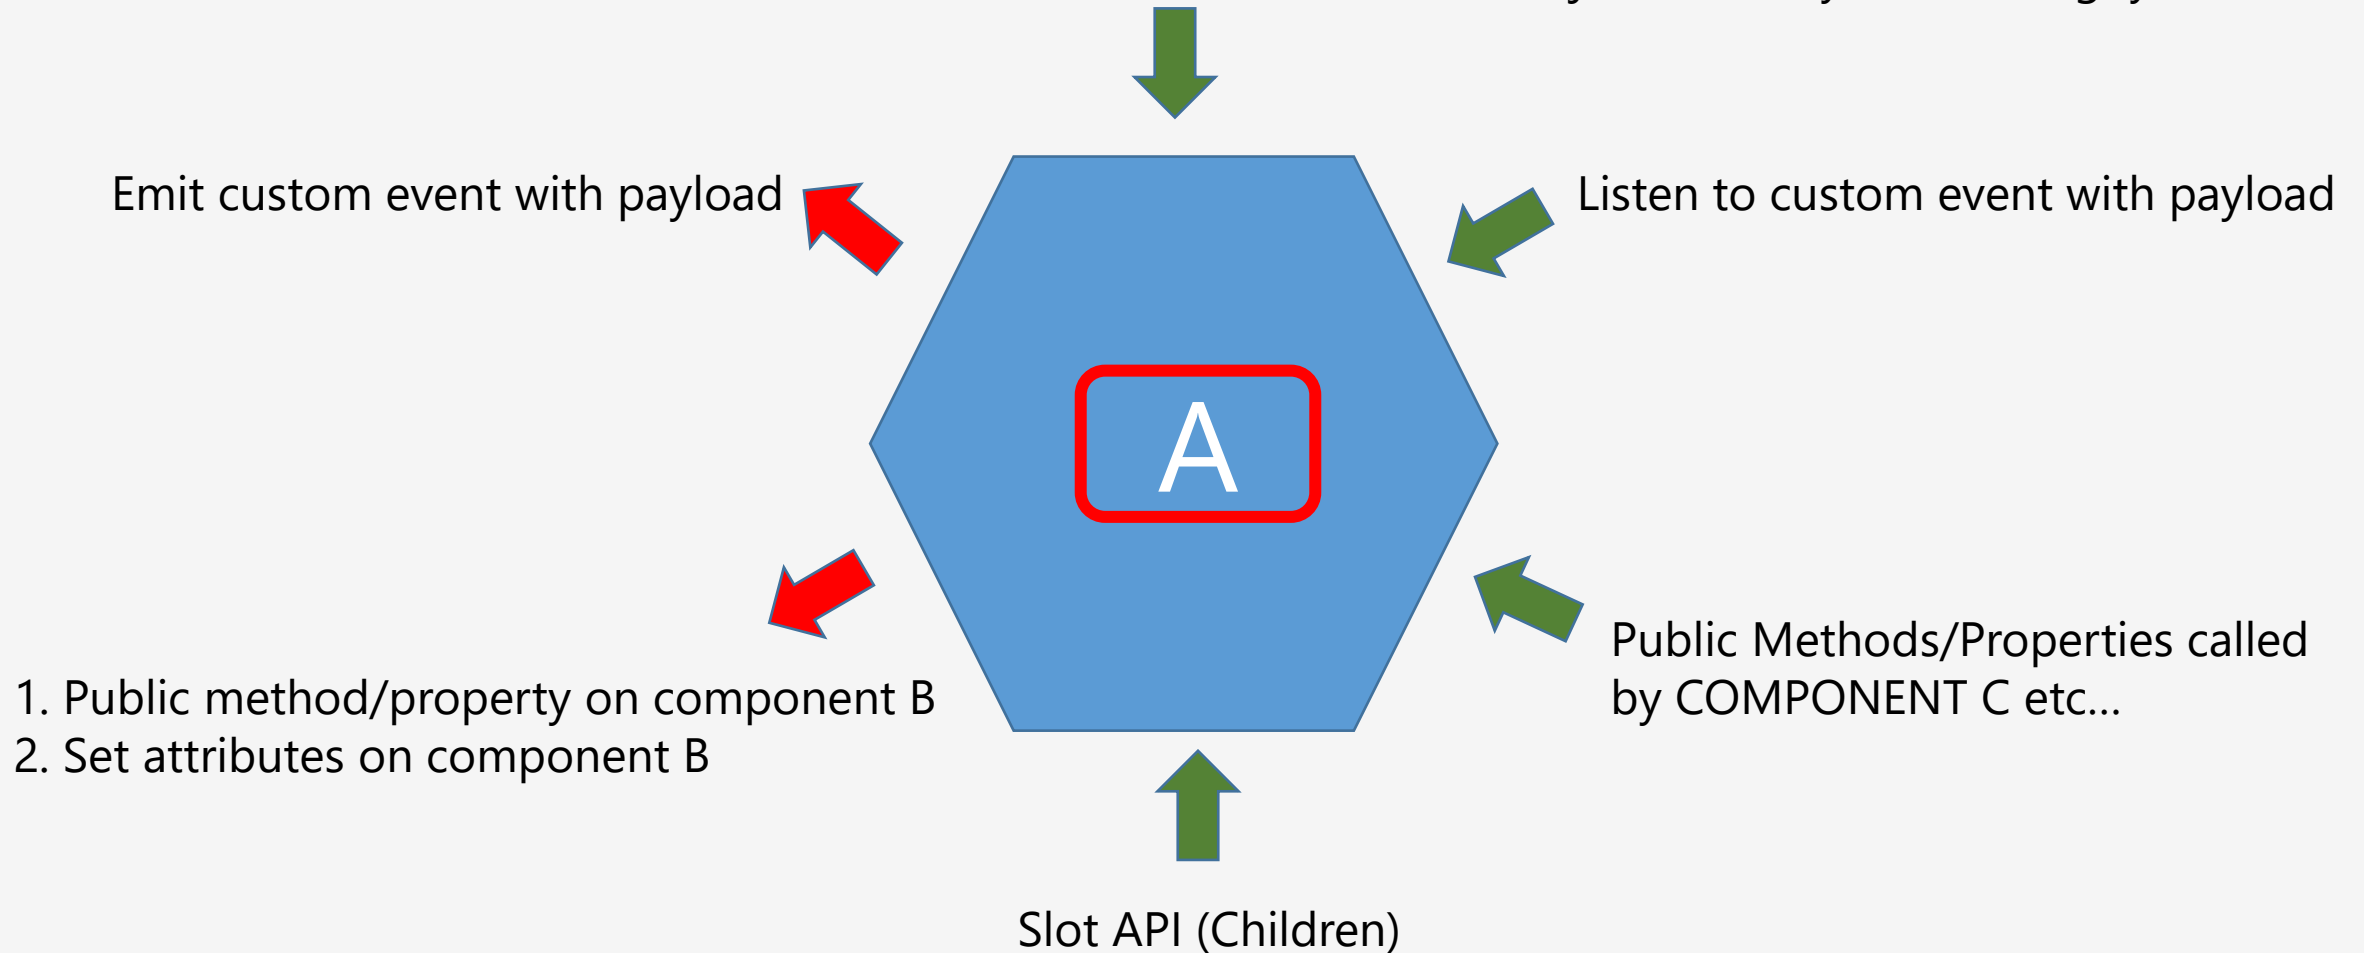 Emit custom event with payload
Listen to custom event with payload
A
Public Methods/Properties called
by COMPONENT C etc...
1. Public method/property on component B
2. Set attributes on component B
Slot API (Children)